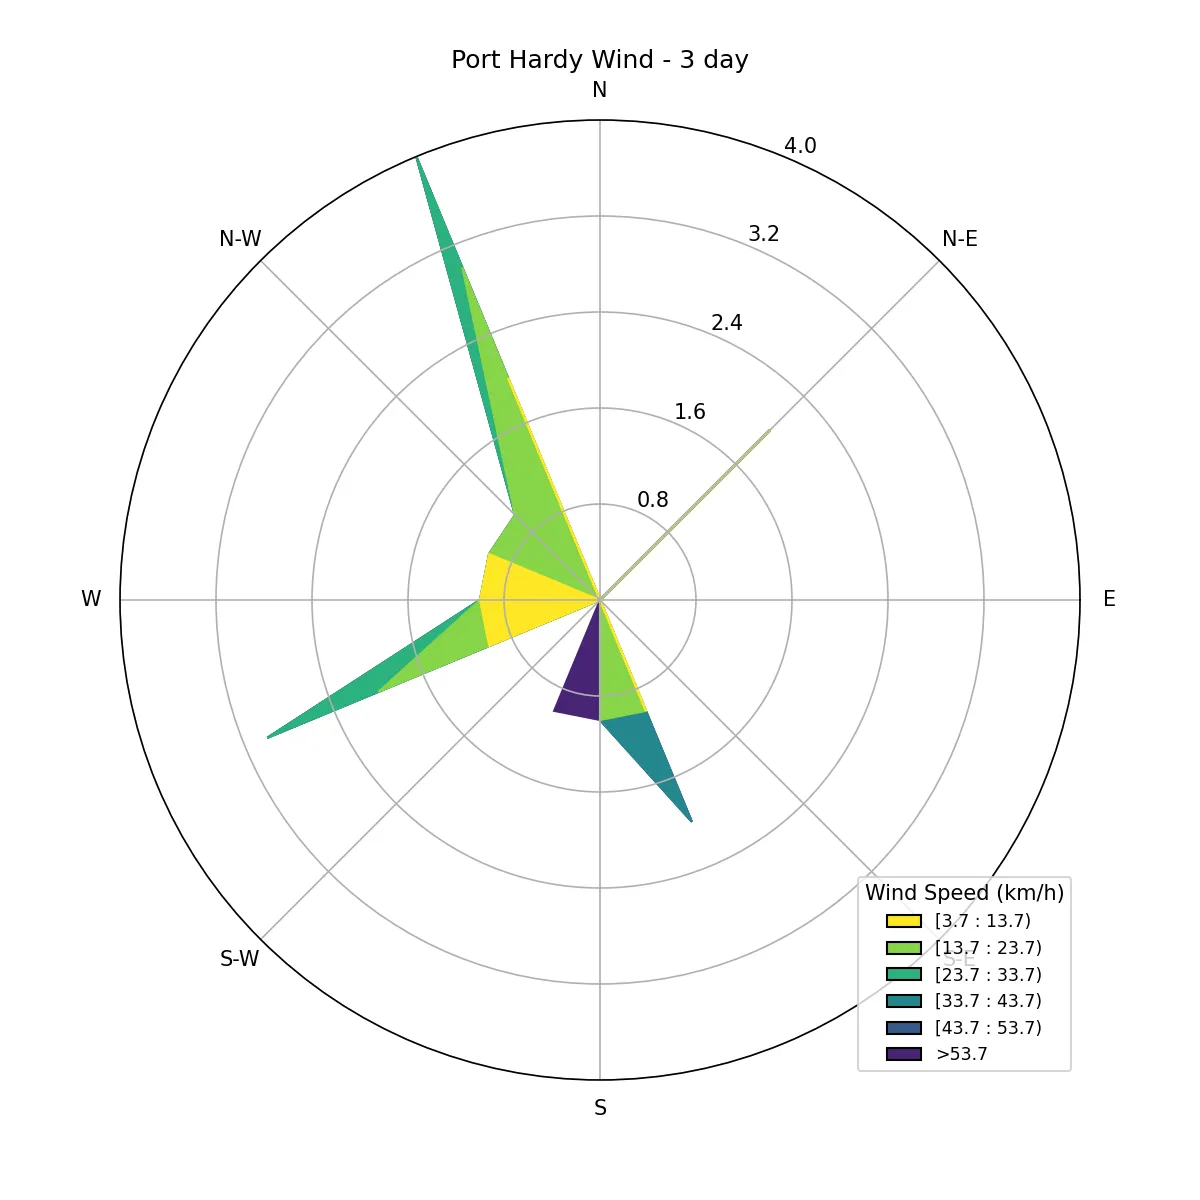 Port Hardy Wind - 3 day
N
4.0
N-W
3.2
N-E
2.4
1.6
0.8
W
E
Wind Speed (km/h)
[3.7 : 13.7)
[13.7 : 23.7)
S-W
S-E
[23.7 : 33.7)
[33.7 : 43.7)
[43.7 : 53.7)
>53.7
S